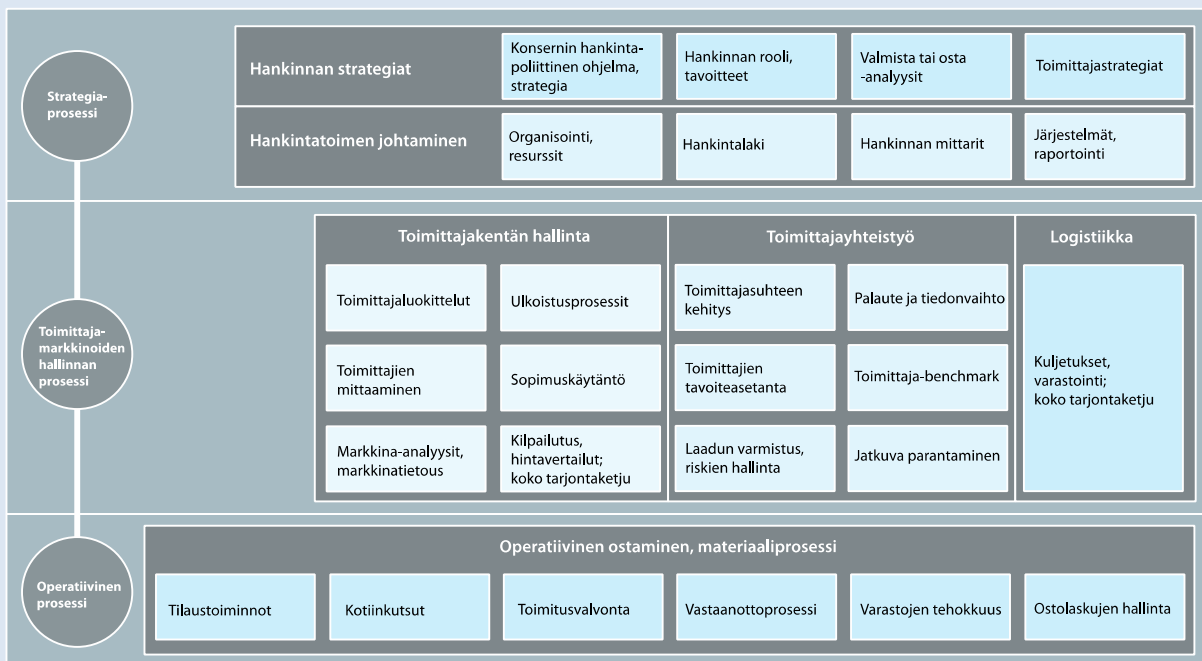 Strategia-
prosessi
Hankinnan strategiat
Konsernin hankinta-
poliittinen ohjelma,
strategia
Hankinnan rooli,
tavoitteet
Valmista tai osta
-analyysit
Toimittajastrategiat
Hankintatoimen johtaminen
Organisointi,
resurssit
Hankintalaki
Hankinnan mittarit
Järjestelmät,
raportointi
Toimittaja-
markkinoiden
hallinnan
prosessi
Toimittajakentän hallinta
Toimittajaluokittelut
Ulkoistusprosessit
Toimittajien
mittaaminen
Sopimuskäytäntö
Markkina-analyysit,
markkinatietous
Kilpailutus,
hintavertailut;
koko tarjontaketju
Toimittajayhteistyö
Toimittajasuhteen
kehitys
Palaute ja tiedonvaihto
Toimittajien
tavoiteasetanta
Toimittaja-benchmark
Laadun varmistus,
riskien hallinta
Jatkuva parantaminen
Logistiikka
Kuljetukset,
varastointi;
koko tarjontaketju
Operatiivinen
prosessi
Operatiivinen ostaminen, materiaaliprosessi
Tilaustoiminnot
Kotiinkutsut
Toimitusvalvonta
Vastaanottoprosessi
Varastojen tehokkuus
Ostolaskujen hallinta